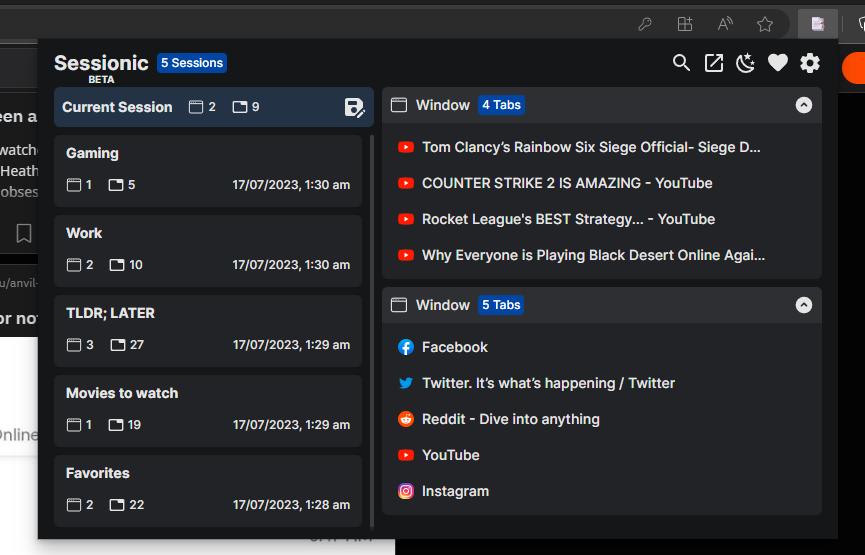 Sessionic
BETA
5 Sessions
Current Session 2 9
Gaming
1 5 17/07/2023, 1:30 am
Work
2 10 17/07/2023, 1:30 am
TLDR; LATER
3 27 17/07/2023, 1:29 am
Movies to watch
1 19 17/07/2023, 1:29 am
Favorites
2 22 17/07/2023, 1:28 am
Window 4 Tabs
Tom Clancy’s Rainbow Six Siege Official- Siege D...
COUNTER STRIKE 2 IS AMAZING - YouTube
Rocket League's BEST Strategy... - YouTube
Why Everyone is Playing Black Desert Online Agai...
Window 5 Tabs
Facebook
Twitter. It’s what’s happening / Twitter
Reddit - Dive into anything
YouTube
Instagram
een a
watch
Heath
obses
u/anvil-
or not
Online